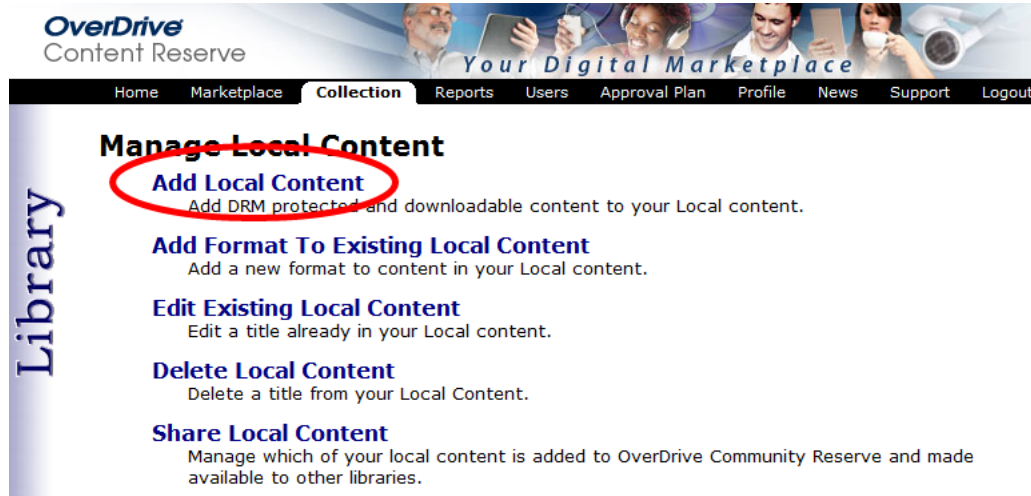 OverDrive
Content Reserve
Your Digital Marketplace
Home Marketplace Collection Reports Users Approval Plan Profile News Support Logout
Library
Manage Local Content
Add Local Content
Add DRM protected and downloadable content to your Local content.
Add Format To Existing Local Content
Add a new format to content in your Local content.
Edit Existing Local Content
Edit a title already in your Local content.
Delete Local Content
Delete a title from your Local Content.
Share Local Content
Manage which of your local content is added to OverDrive Community Reserve and made
available to other libraries.